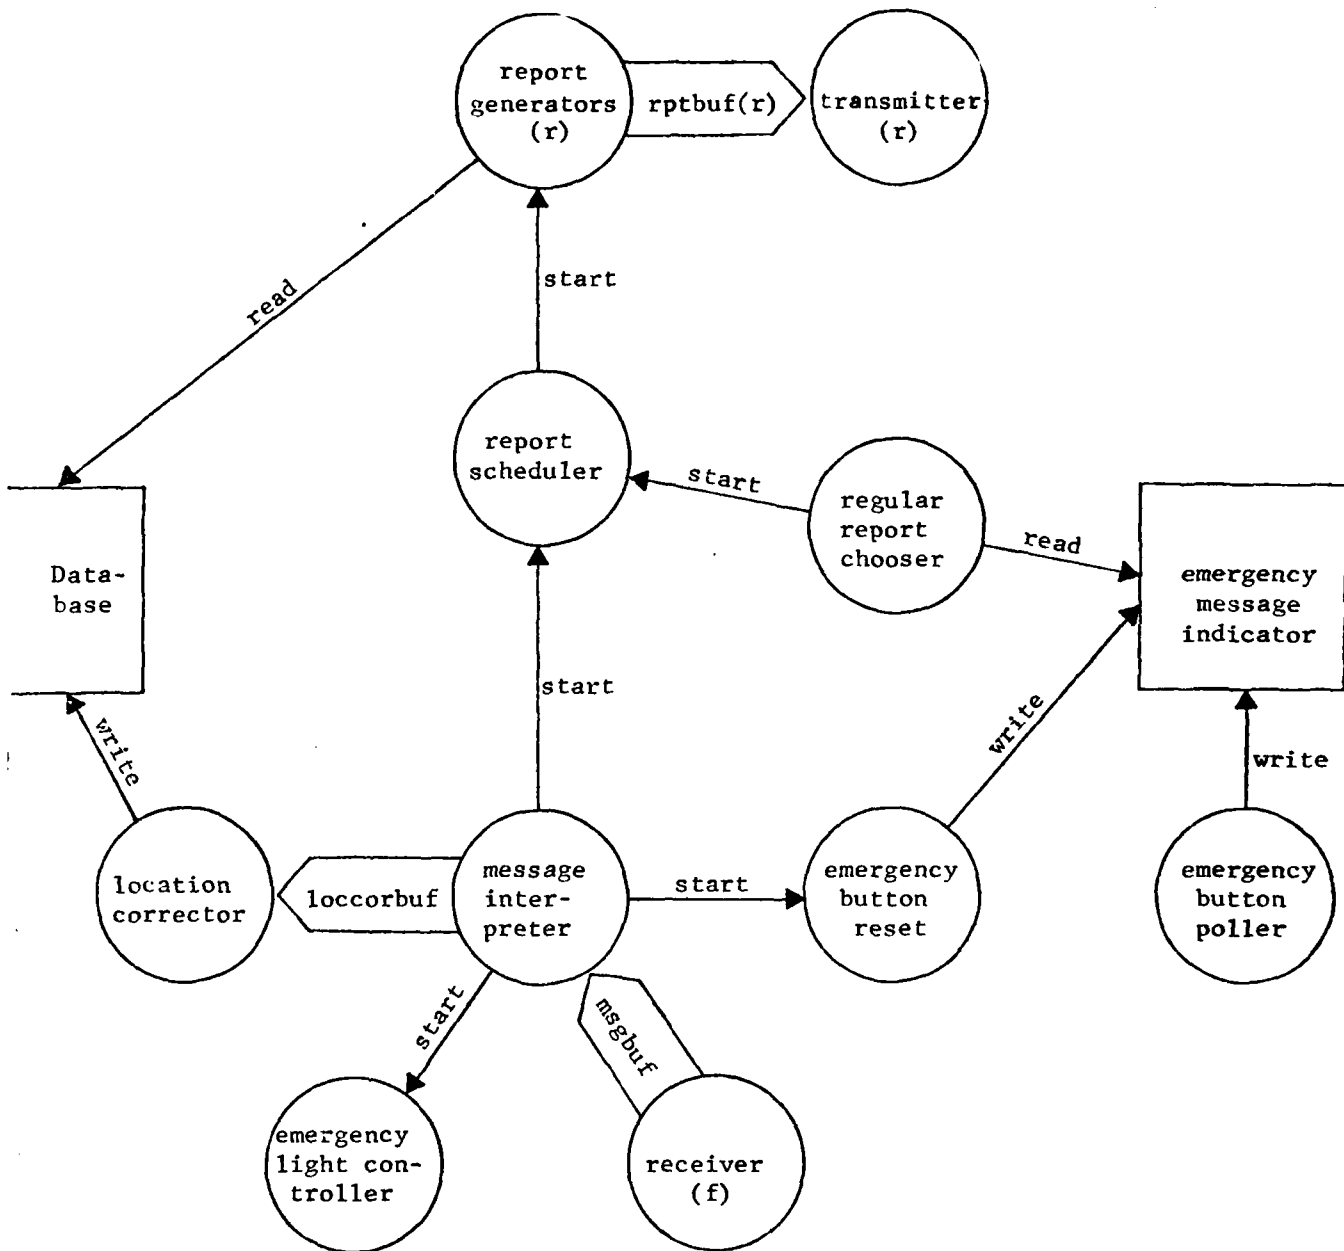 report
generators
(r)
rptbuf(r)
transmitter
(r)
read
start
report
scheduler
start
regular
report
chooser
read
Data-
base
emergency
message
indicator
start
write
write
write
location
corrector
loccorbuf
message
inter-
preter
start
emergency
button
reset
emergency
button
poller
start
msgbuf
emergency
light con-
troller
receiver
(f)